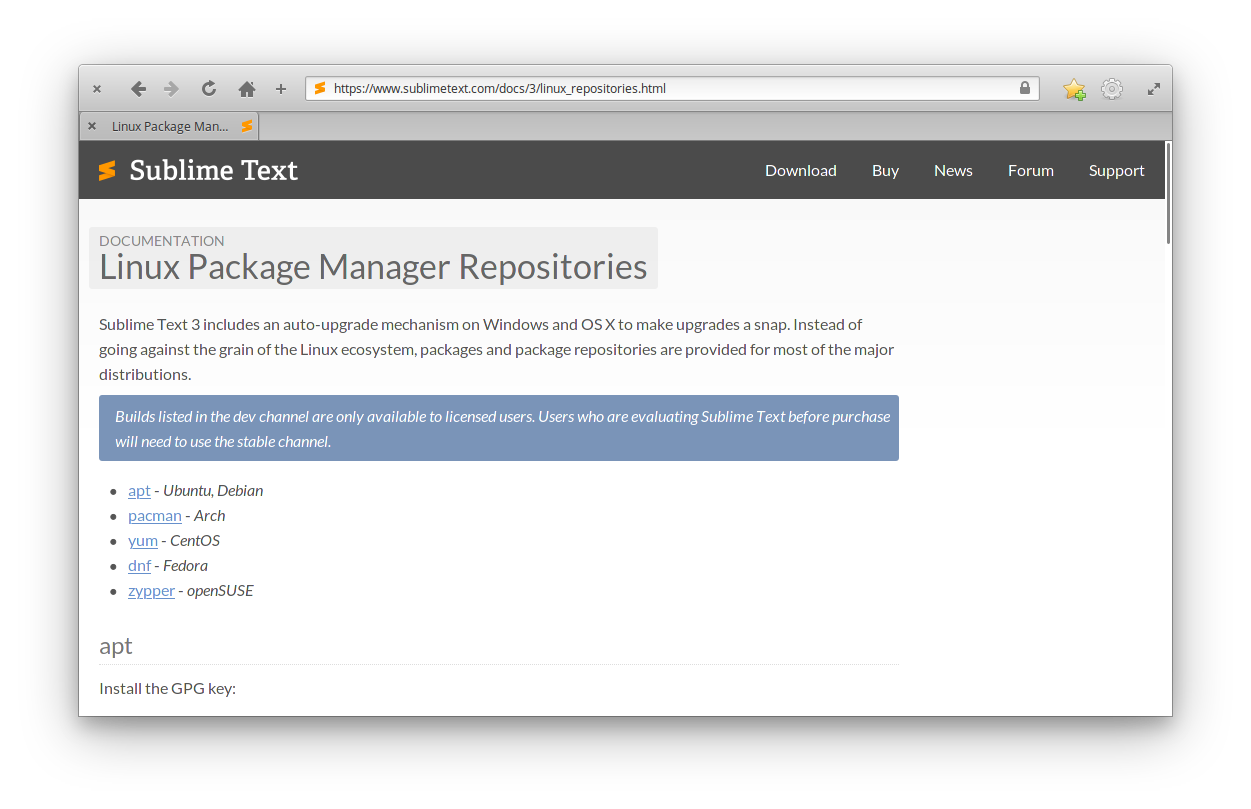 https://www.sublimetext.com/docs/3/linux_repositories.html
Linux Package Man...
Sublime Text
Download
Buy
News
Forum
Support
DOCUMENTATION
Linux Package Manager Repositories
Sublime Text 3 includes an auto-upgrade mechanism on Windows and OS X to make upgrades a snap. Instead of
going against the grain of the Linux ecosystem, packages and package repositories are provided for most of the major
distributions.
Builds listed in the dev channel are only available to licensed users. Users who are evaluating Sublime Text before purchase
will need to use the stable channel.
• apt - Ubuntu, Debian
• pacman - Arch
• yum - CentOS
• dnf - Fedora
• zypper - openSUSE
apt
Install the GPG key: